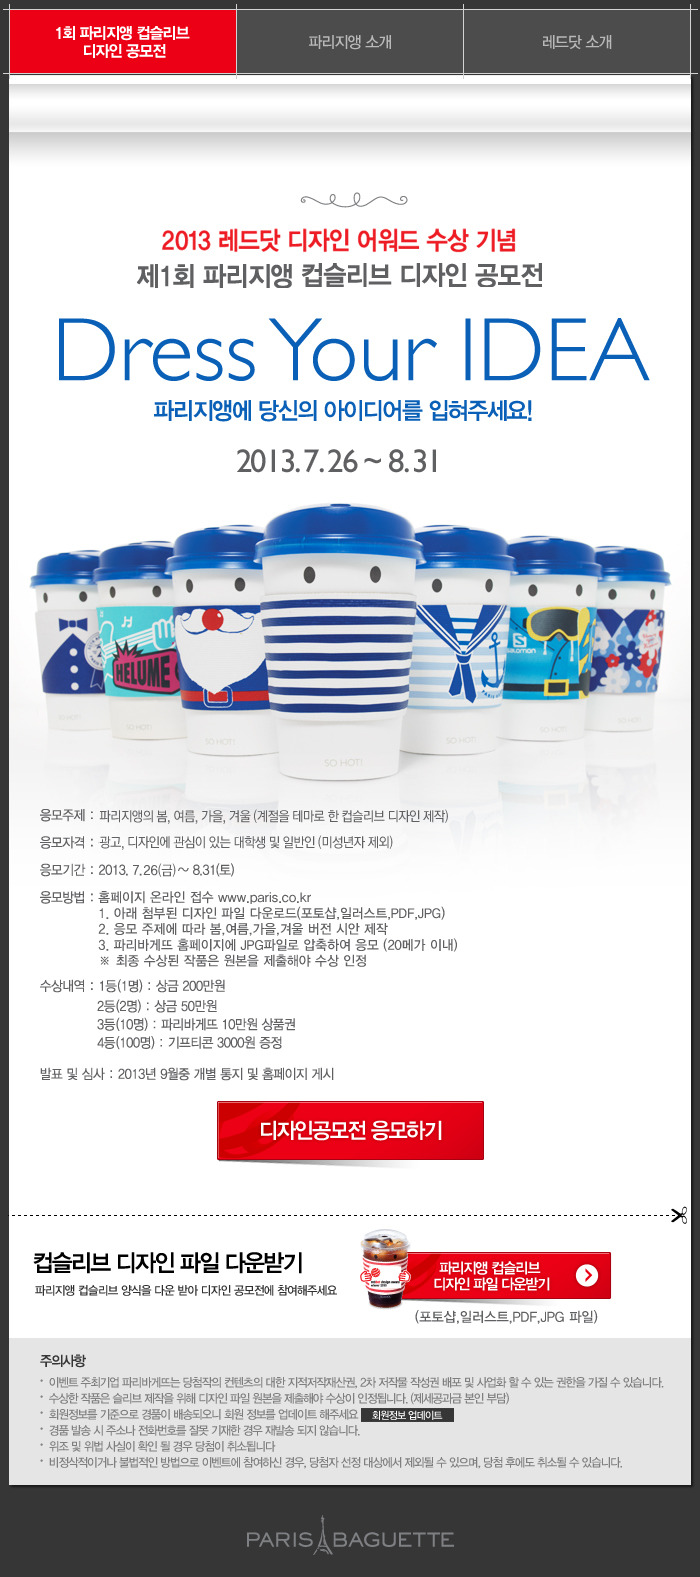 1회 파리지앵 컵슬리브
디자인 공모전
파리지앵 소개
레드닷 소개
2013 레드닷 디자인 어워드 수상 기념
제1회 파리지앵 컵슬리브 디자인 공모전
Dress Your IDEA
파리지앵에 당신의 아이디어를 입혀주세요!
2013.7.26 ~ 8.31
HELUME
salomon
SO HOT!
SO HOT!
SO HOT!
SO HOT!
응모주제 : 파리지앵의 봄, 여름, 가을, 겨울 (계절을 테마로 한 컵슬리브 디자인 제작)
응모자격 : 광고, 디자인에 관심이 있는 대학생 및 일반인 (미성년자 제외)
응모기간 : 2013. 7.26(금) ~ 8.31(토)
응모방법 : 홈페이지 온라인 접수 www.paris.co.kr
1. 아래 첨부된 디자인 파일 다운로드(포토샵,일러스트,PDF,JPG)
2. 응모 주제에 따라 봄,여름,가을,겨울 버전 시안 제작
3. 파리바게뜨 홈페이지에 JPG파일로 압축하여 응모 (20메가 이내)
※ 최종 수상된 작품은 원본을 제출해야 수상 인정
수상내역 : 1등(1명) : 상금 200만원
2등(2명) : 상금 50만원
3등(10명) : 파리바게뜨 10만원 상품권
4등(100명) : 기프티콘 3000원 증정
발표 및 심사 : 2013년 9월중 개별 통지 및 홈페이지 게시
디자인공모전 응모하기
컵슬리브 디자인 파일 다운받기
파리지앵 컵슬리브 양식을 다운 받아 디자인 공모전에 참여해주세요
파리지앵 컵슬리브
디자인 파일 다운받기
(포토샵,일러스트,PDF,JPG 파일)
주의사항
• 이벤트 주최기업 파리바게뜨는 당첨작의 컨텐츠의 대한 지적저작재산권, 2차 저작물 작성권 배포 및 사업화 할 수 있는 권한을 가질 수 있습니다.
• 수상한 작품은 슬리브 제작을 위해 디자인 파일 원본을 제출해야 수상이 인정됩니다. (제세공과금 본인 부담)
• 회원정보를 기준으로 경품이 배송되오니 회원 정보를 업데이트 해주세요 회원정보 업데이트
• 경품 발송 시 주소나 전화번호를 잘못 기재한 경우 재발송 되지 않습니다.
• 위조 및 위법 사실이 확인 될 경우 당첨이 취소됩니다
• 비정삭적이거나 불법적인 방법으로 이벤트에 참여하신 경우, 당첨자 선정 대상에서 제외될 수 있으며, 당첨 후에도 취소될 수 있습니다.
PARIS BAGUETTE